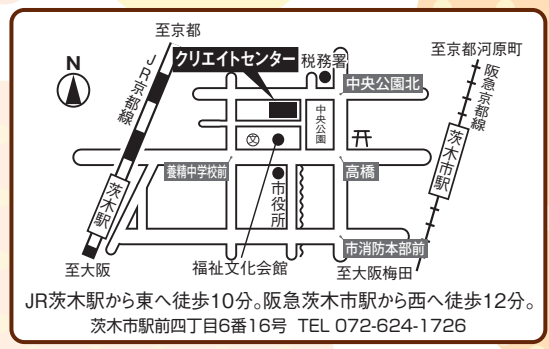 至京都
N
JR京都線
クリエイトセンター
税務署
至京都河原町
阪急京都線
中央公園北
中央公園
文
茨木市駅
養精中学校前
高橋
茨木駅
市役所
市消防本部前
至大阪
福祉文化会館
至大阪梅田
JR茨木駅から東へ徒歩10分。阪急茨木市駅から西へ徒歩12分。
茨木市駅前四丁目6番16号 TEL 072-624-1726